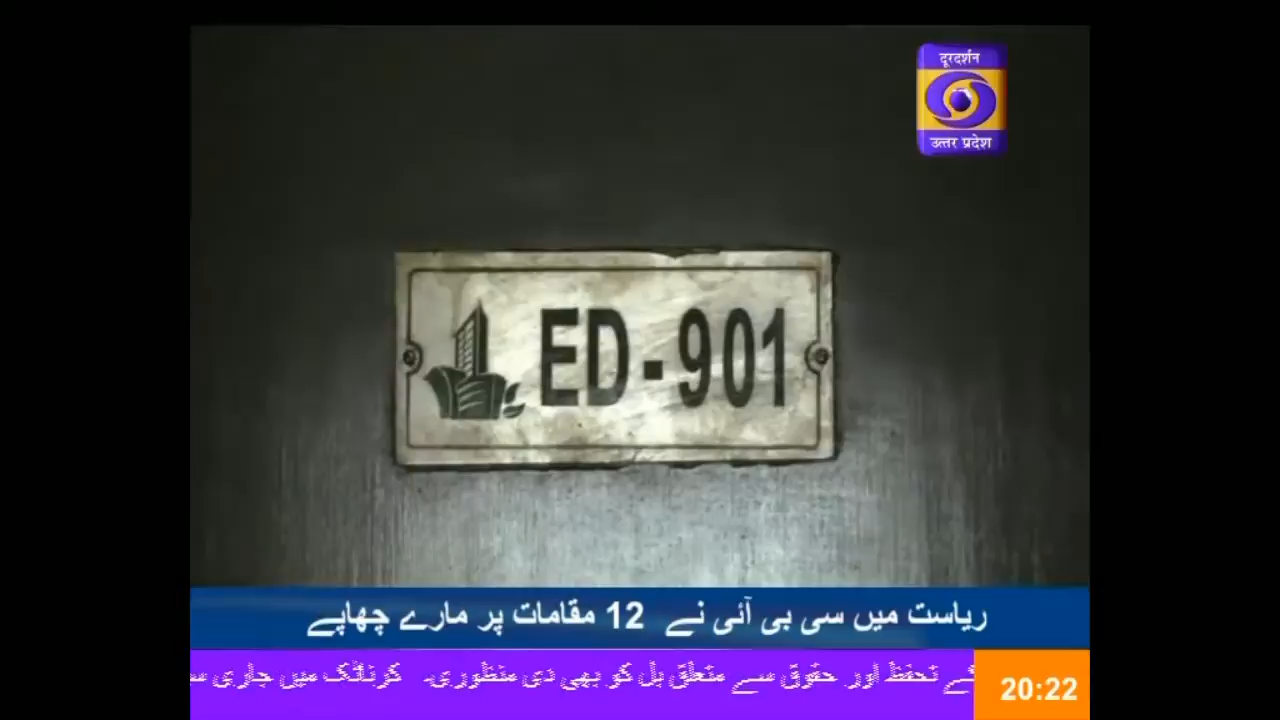 दूरदर्शन
उत्तर प्रदेश
ED-901
ریاست میں سی بی آئی نے 12 مقامات پر مارے چھاپے
کے تحفظ اور حقوق سے متعلق بل کو بھی دی منظوری۔ کرناٹک میں جاری
20:22